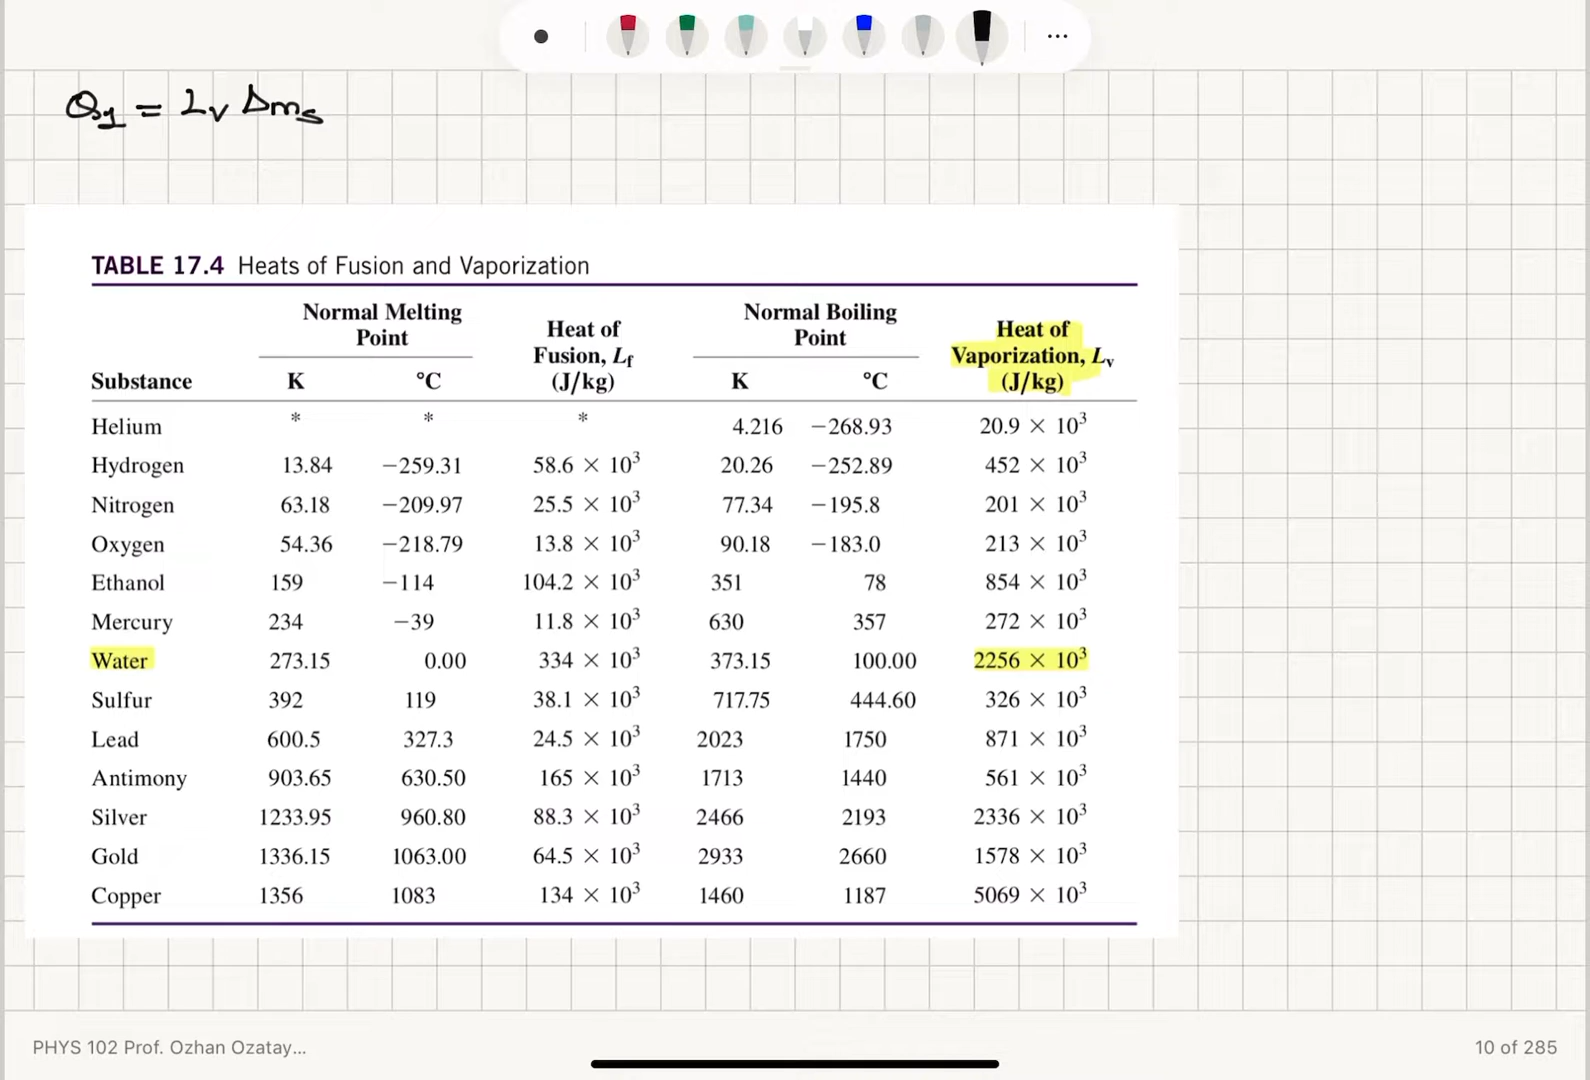 Qs1 = Lv Δms
TABLE 17.4 Heats of Fusion and Vaporization
Normal Melting Point Heat of Fusion, Lf (J/kg) Normal Boiling Point Heat of Vaporization, Lv (J/kg)
Substance K °C K °C
Helium * * * 4.216 −268.93 20.9 × 10³
Hydrogen 13.84 −259.31 58.6 × 10³ 20.26 −252.89 452 × 10³
Nitrogen 63.18 −209.97 25.5 × 10³ 77.34 −195.8 201 × 10³
Oxygen 54.36 −218.79 13.8 × 10³ 90.18 −183.0 213 × 10³
Ethanol 159 −114 104.2 × 10³ 351 78 854 × 10³
Mercury 234 −39 11.8 × 10³ 630 357 272 × 10³
Water 273.15 0.00 334 × 10³ 373.15 100.00 2256 × 10³
Sulfur 392 119 38.1 × 10³ 717.75 444.60 326 × 10³
Lead 600.5 327.3 24.5 × 10³ 2023 1750 871 × 10³
Antimony 903.65 630.50 165 × 10³ 1713 1440 561 × 10³
Silver 1233.95 960.80 88.3 × 10³ 2466 2193 2336 × 10³
Gold 1336.15 1063.00 64.5 × 10³ 2933 2660 1578 × 10³
Copper 1356 1083 134 × 10³ 1460 1187 5069 × 10³
PHYS 102 Prof. Ozhan Ozatay...
10 of 285